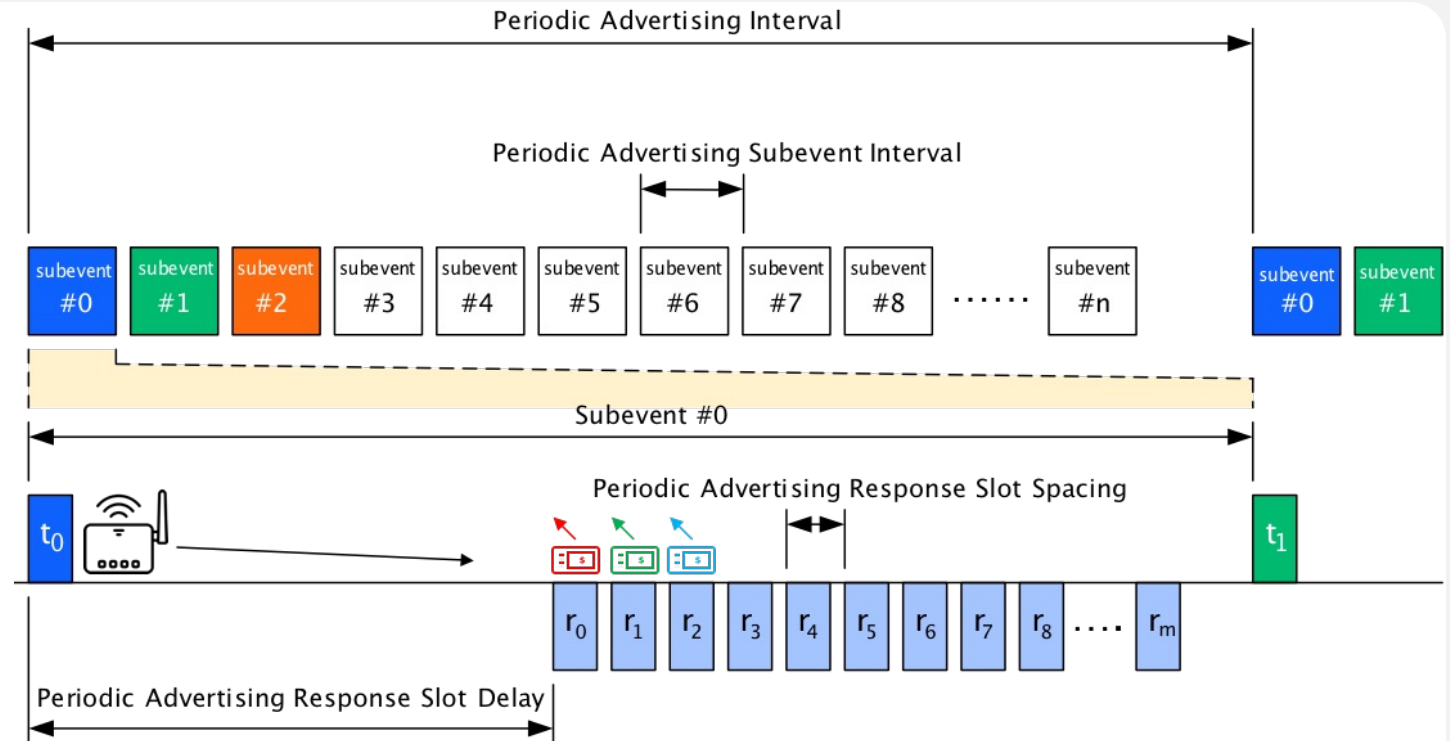 Periodic Advertising Interval
Periodic Advertising Subevent Interval
subevent #0
subevent #1
subevent #2
subevent #3
subevent #4
subevent #5
subevent #6
subevent #7
subevent #8
......
subevent #n
subevent #0
subevent #1
Subevent #0
Periodic Advertising Response Slot Spacing
t0
$
$
$
t1
r0
r1
r2
r3
r4
r5
r6
r7
r8
....
rm
Periodic Advertising Response Slot Delay